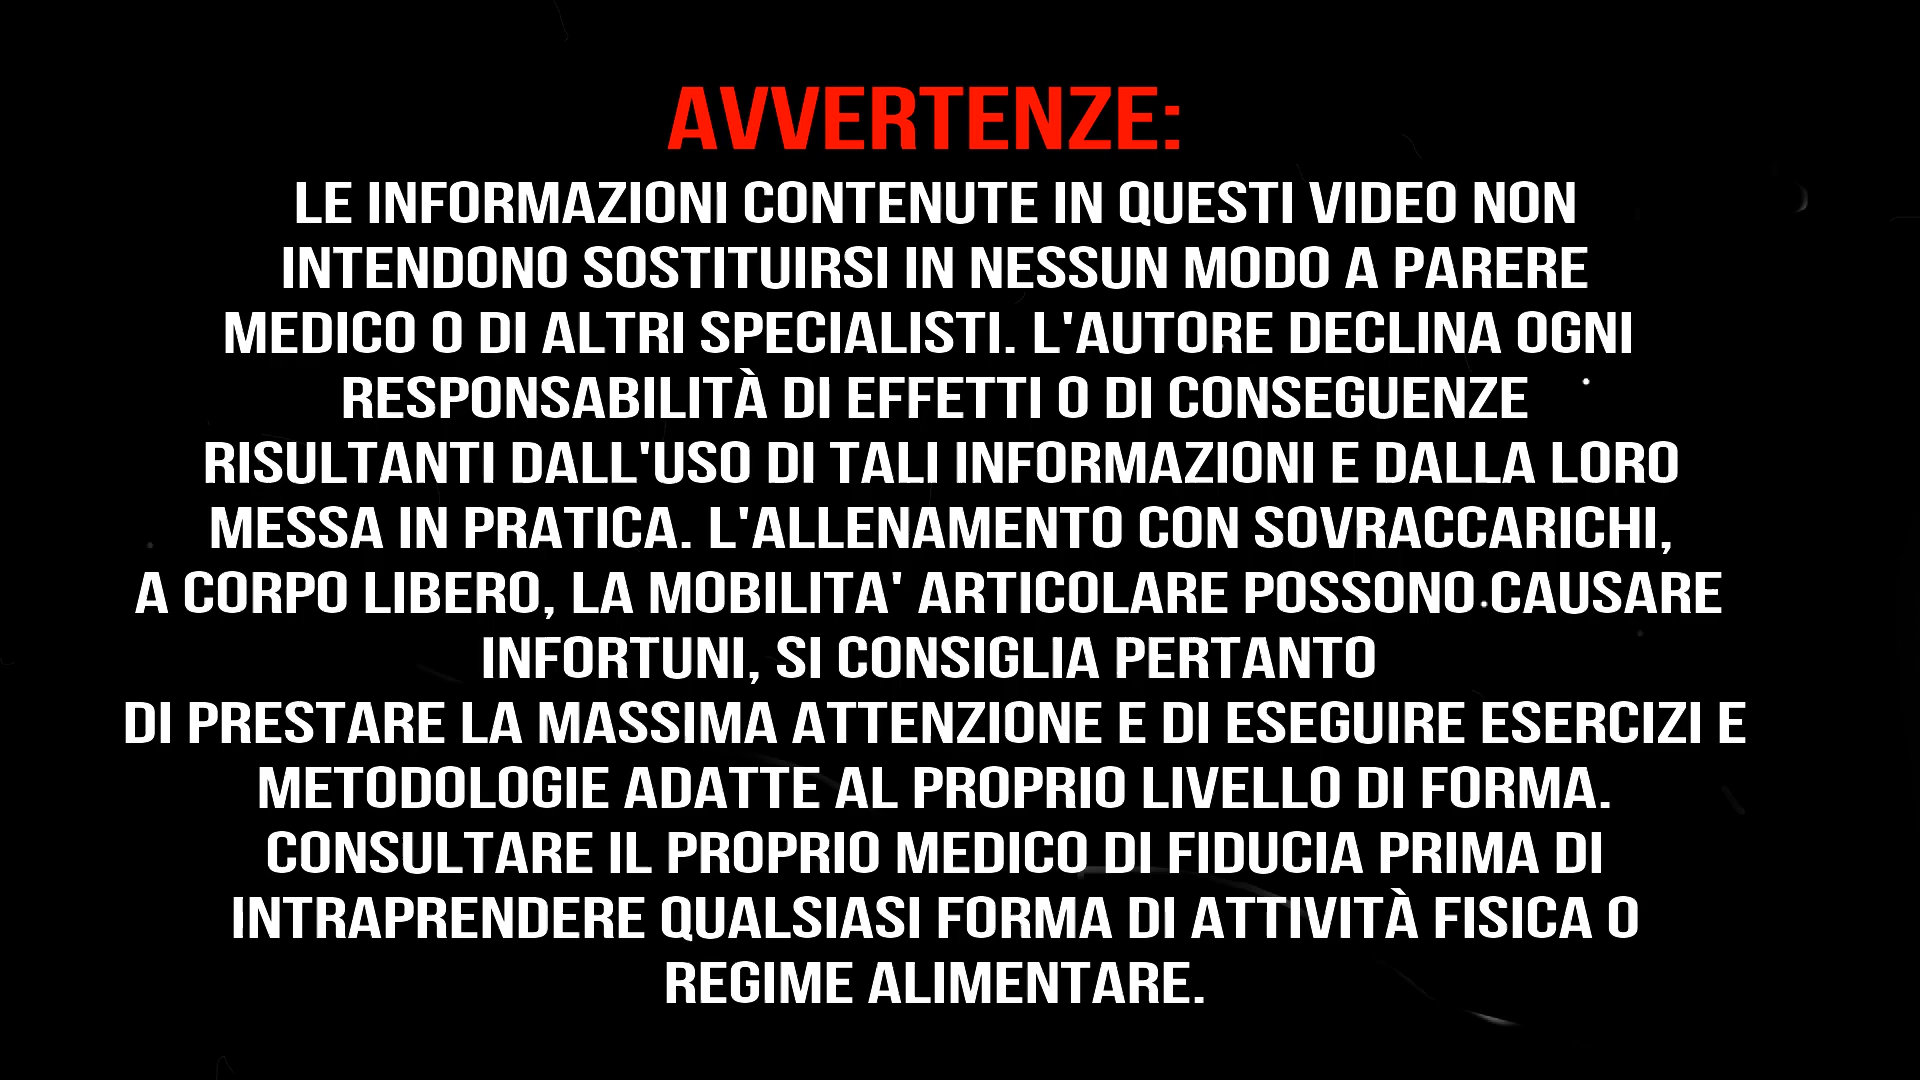 AVVERTENZE:
LE INFORMAZIONI CONTENUTE IN QUESTI VIDEO NON
INTENDONO SOSTITUIRSI IN NESSUN MODO A PARERE
MEDICO O DI ALTRI SPECIALISTI. L'AUTORE DECLINA OGNI
RESPONSABILITÀ DI EFFETTI O DI CONSEGUENZE
RISULTANTI DALL'USO DI TALI INFORMAZIONI E DALLA LORO
MESSA IN PRATICA. L'ALLENAMENTO CON SOVRACCARICHI,
A CORPO LIBERO, LA MOBILITA' ARTICOLARE POSSONO CAUSARE
INFORTUNI, SI CONSIGLIA PERTANTO
DI PRESTARE LA MASSIMA ATTENZIONE E DI ESEGUIRE ESERCIZI E
METODOLOGIE ADATTE AL PROPRIO LIVELLO DI FORMA.
CONSULTARE IL PROPRIO MEDICO DI FIDUCIA PRIMA DI
INTRAPRENDERE QUALSIASI FORMA DI ATTIVITÀ FISICA O
REGIME ALIMENTARE.